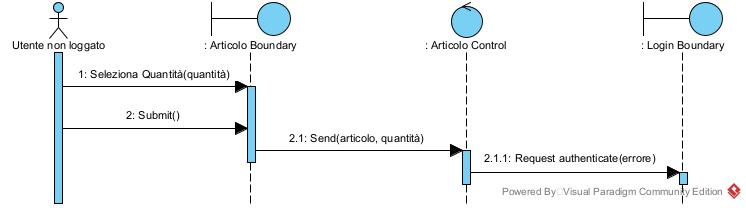 Utente non loggato
: Articolo Boundary
: Articolo Control
: Login Boundary
1: Seleziona Quantità(quantità)
2: Submit()
2.1: Send(articolo, quantità)
2.1.1: Request authenticate(errore)
Powered By Visual Paradigm Community Edition